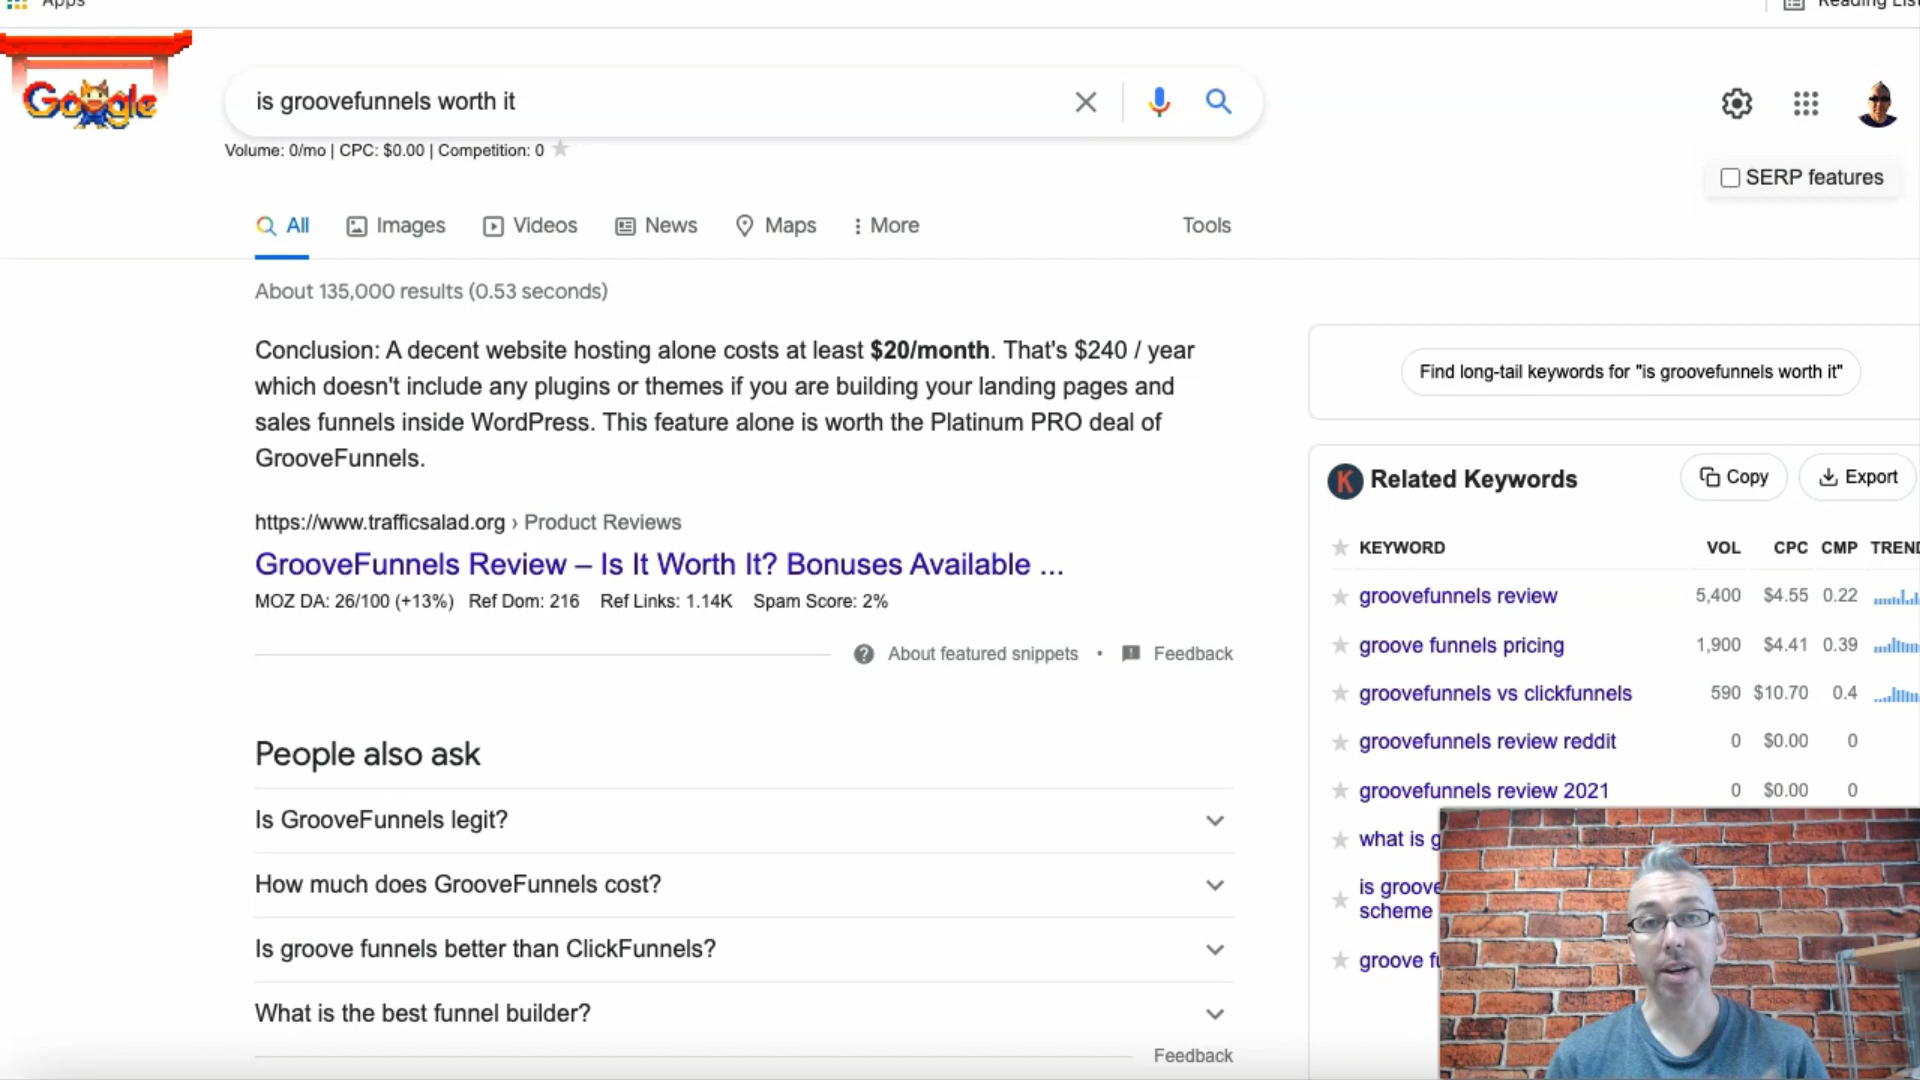 Apps
Reading List
Google
is groovefunnels worth it
Volume: 0/mo | CPC: $0.00 | Competition: 0
SERP features
All
Images
Videos
News
Maps
More
Tools
About 135,000 results (0.53 seconds)
Conclusion: A decent website hosting alone costs at least $20/month. That's $240 / year
which doesn't include any plugins or themes if you are building your landing pages and
sales funnels inside WordPress. This feature alone is worth the Platinum PRO deal of
GrooveFunnels.
https://www.trafficsalad.org › Product Reviews
GrooveFunnels Review – Is It Worth It? Bonuses Available ...
MOZ DA: 26/100 (+13%) Ref Dom: 216 Ref Links: 1.14K Spam Score: 2%
About featured snippets • Feedback
People also ask
Is GrooveFunnels legit?
How much does GrooveFunnels cost?
Is groove funnels better than ClickFunnels?
What is the best funnel builder?
Feedback
Find long-tail keywords for "is groovefunnels worth it"
K Related Keywords
Copy
Export
KEYWORD VOL CPC CMP TREND
groovefunnels review 5,400 $4.55 0.22
groove funnels pricing 1,900 $4.41 0.39
groovefunnels vs clickfunnels 590 $10.70 0.4
groovefunnels review reddit 0 $0.00 0
groovefunnels review 2021 0 $0.00 0
what is g
is groove
scheme
groove fu